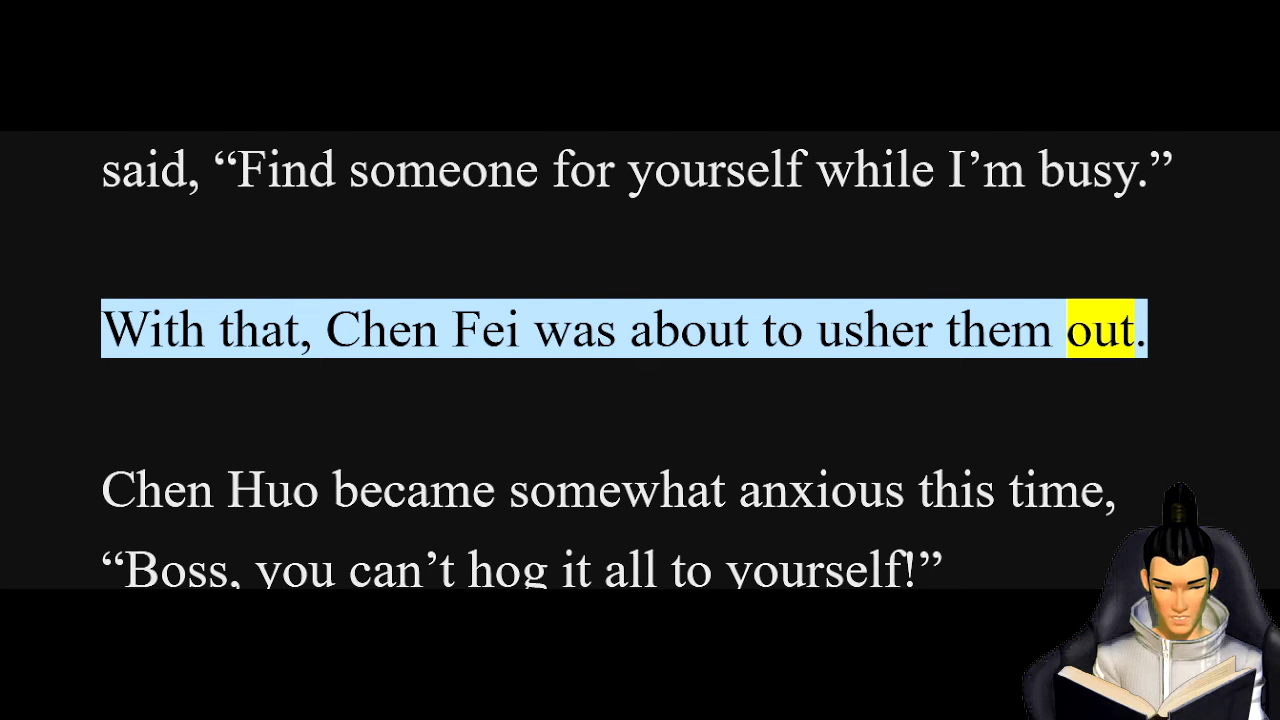 said, “Find someone for yourself while I’m busy.”
With that, Chen Fei was about to usher them out.
Chen Huo became somewhat anxious this time,
“Boss, you can’t hog it all to yourself!”